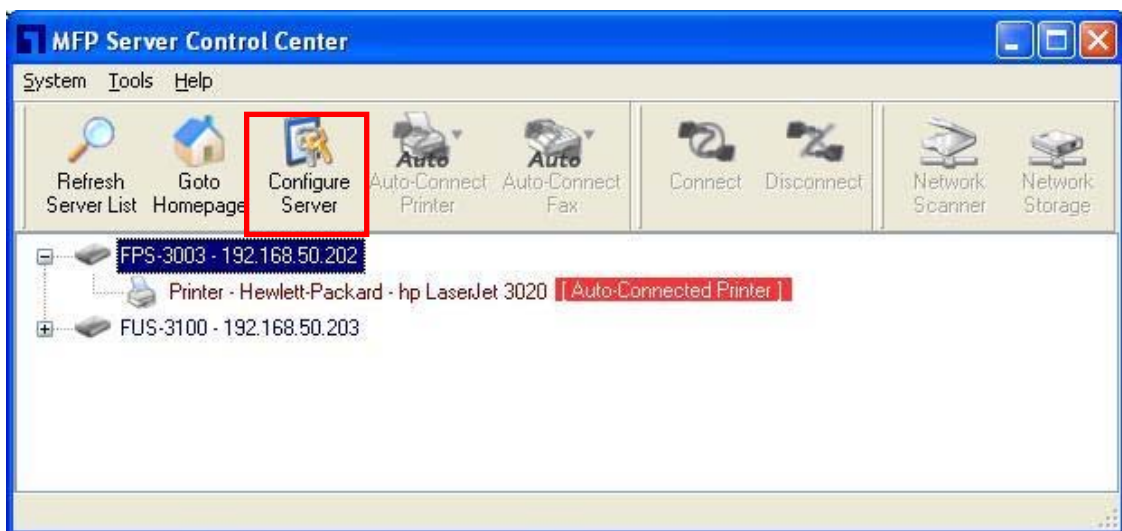 MFP Server Control Center
System Tools Help
Refresh Server List
Goto Homepage
Configure Server
Auto
Auto-Connect Printer
Auto
Auto-Connect Fax
Connect
Disconnect
Network Scanner
Network Storage
FPS-3003 - 192.168.50.202
Printer - Hewlett-Packard - hp LaserJet 3020 [ Auto-Connected Printer ]
FUS-3100 - 192.168.50.203